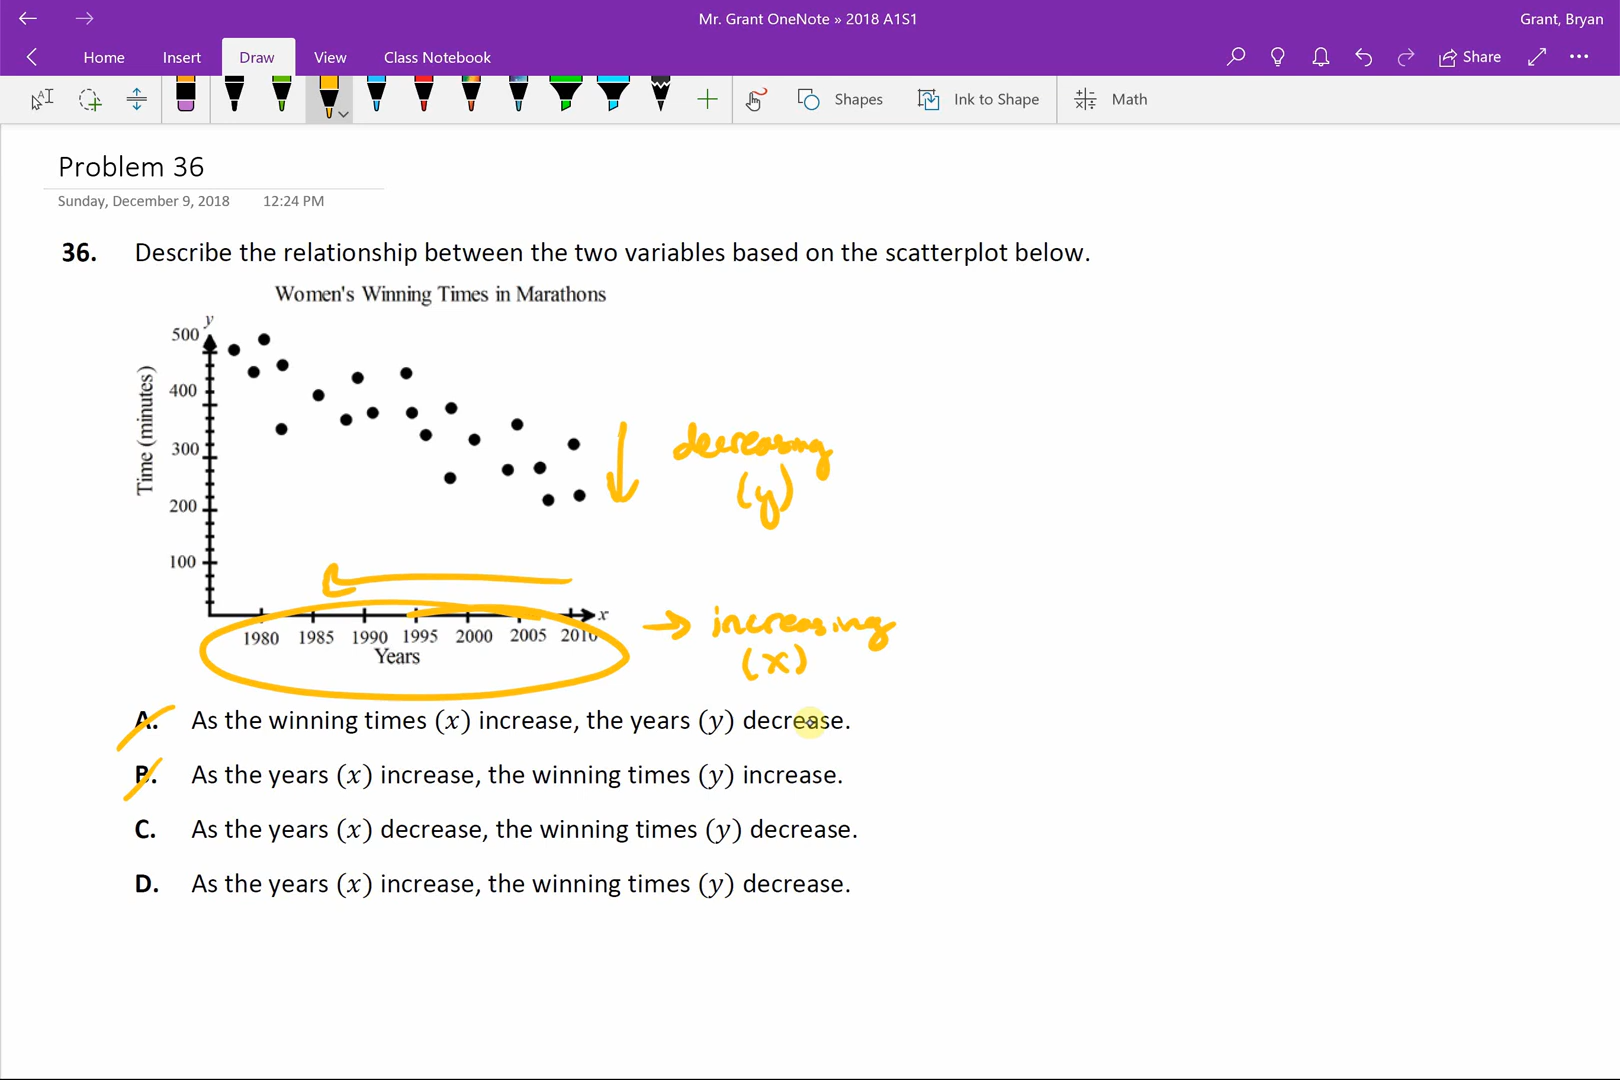 Mr. Grant OneNote » 2018 A1S1
Grant, Bryan
Home Insert Draw View Class Notebook
Share
Shapes Ink to Shape Math
Problem 36
Sunday, December 9, 2018 12:24 PM
36. Describe the relationship between the two variables based on the scatterplot below.
Women's Winning Times in Marathons
y
500
400
300
200
100
Time (minutes)
decreasing
(y)
x
1980 1985 1990 1995 2000 2005 2010
Years
increasing
(x)
A. As the winning times (x) increase, the years (y) decrease.
B. As the years (x) increase, the winning times (y) increase.
C. As the years (x) decrease, the winning times (y) decrease.
D. As the years (x) increase, the winning times (y) decrease.